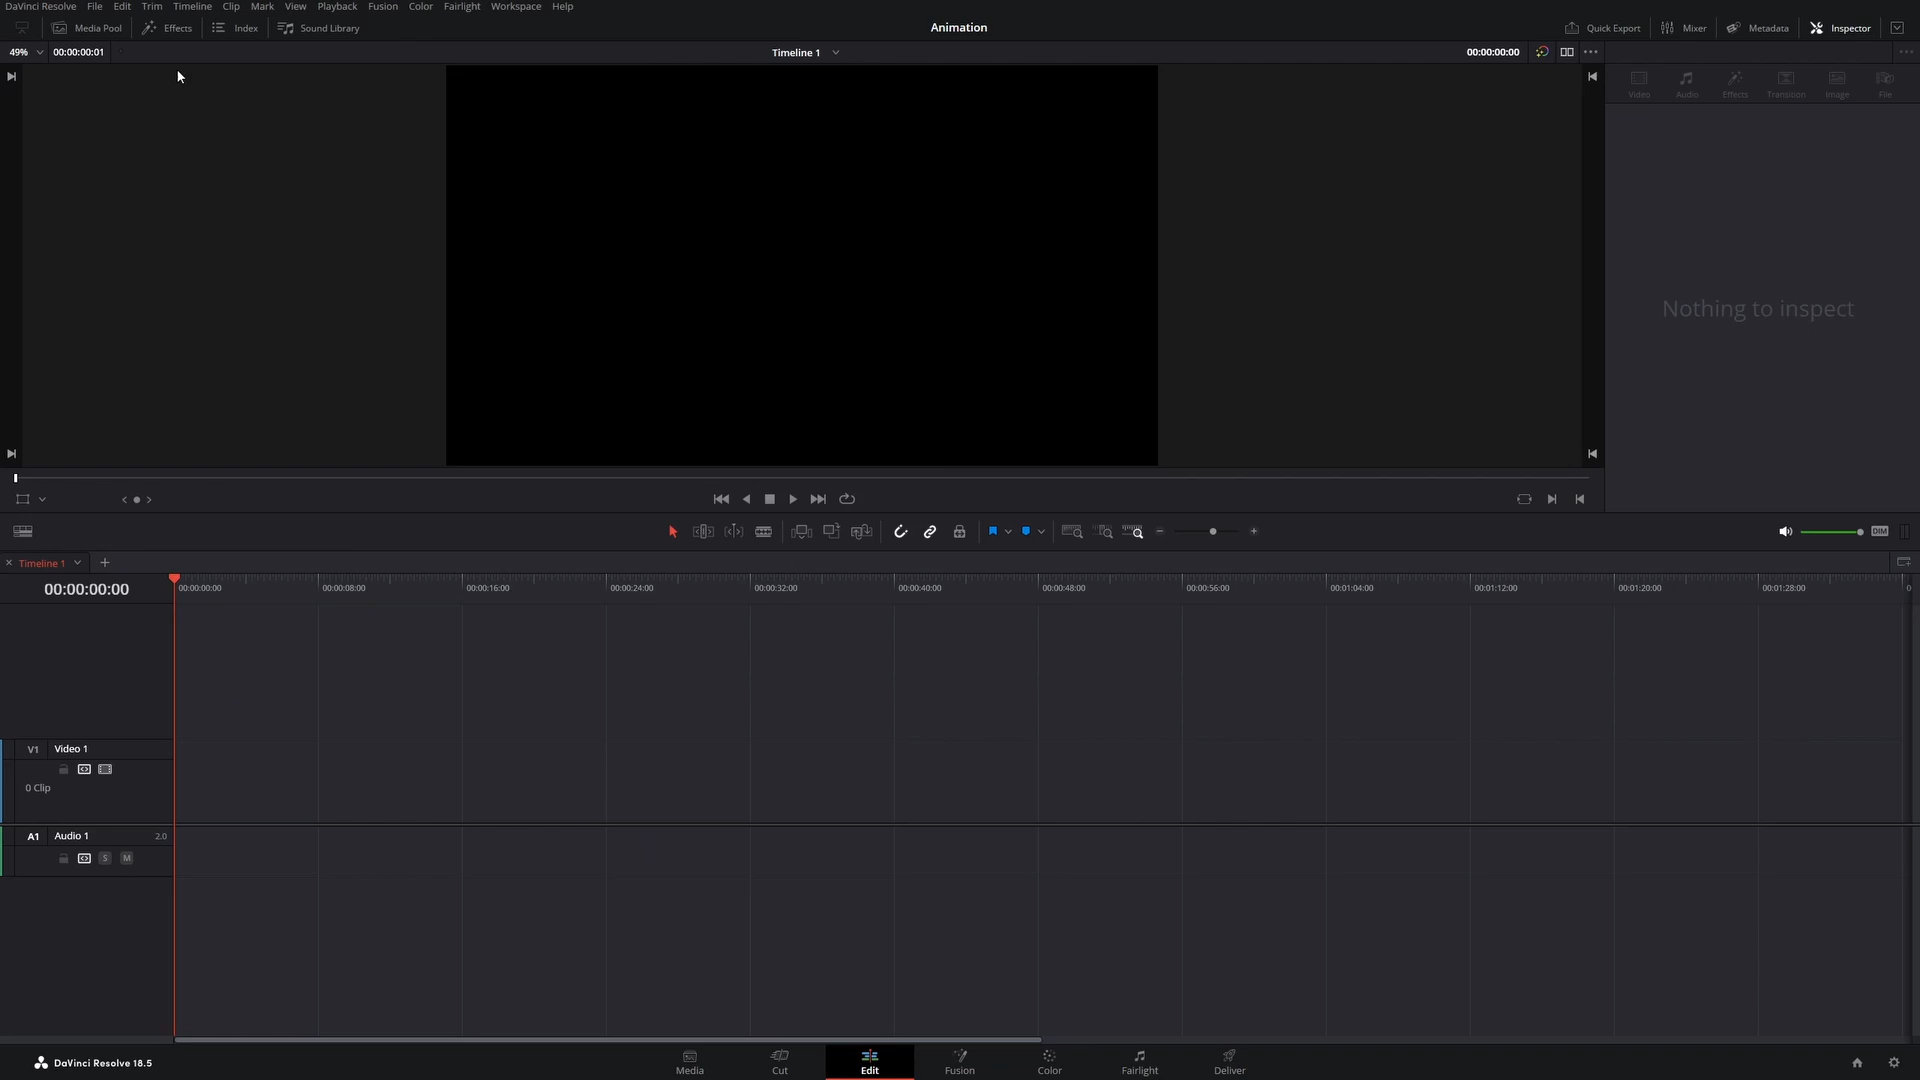 DaVinci Resolve File Edit Trim Timeline Clip Mark View Playback Fusion Color Fairlight Workspace Help
Media Pool Effects Index Sound Library Animation Quick Export Mixer Metadata Inspector
49% 00:00:00:01 Timeline 1 00:00:00:00
Video Audio Effects Transition Image File
Nothing to inspect
DIM
Timeline 1
00:00:00:00 00:00:00:00 00:00:08:00 00:00:16:00 00:00:24:00 00:00:32:00 00:00:40:00 00:00:48:00 00:00:56:00 00:01:04:00 00:01:12:00 00:01:20:00 00:01:28:00 0
V1 Video 1
0 Clip
A1 Audio 1 2.0
S M
DaVinci Resolve 18.5 Media Cut Edit Fusion Color Fairlight Deliver